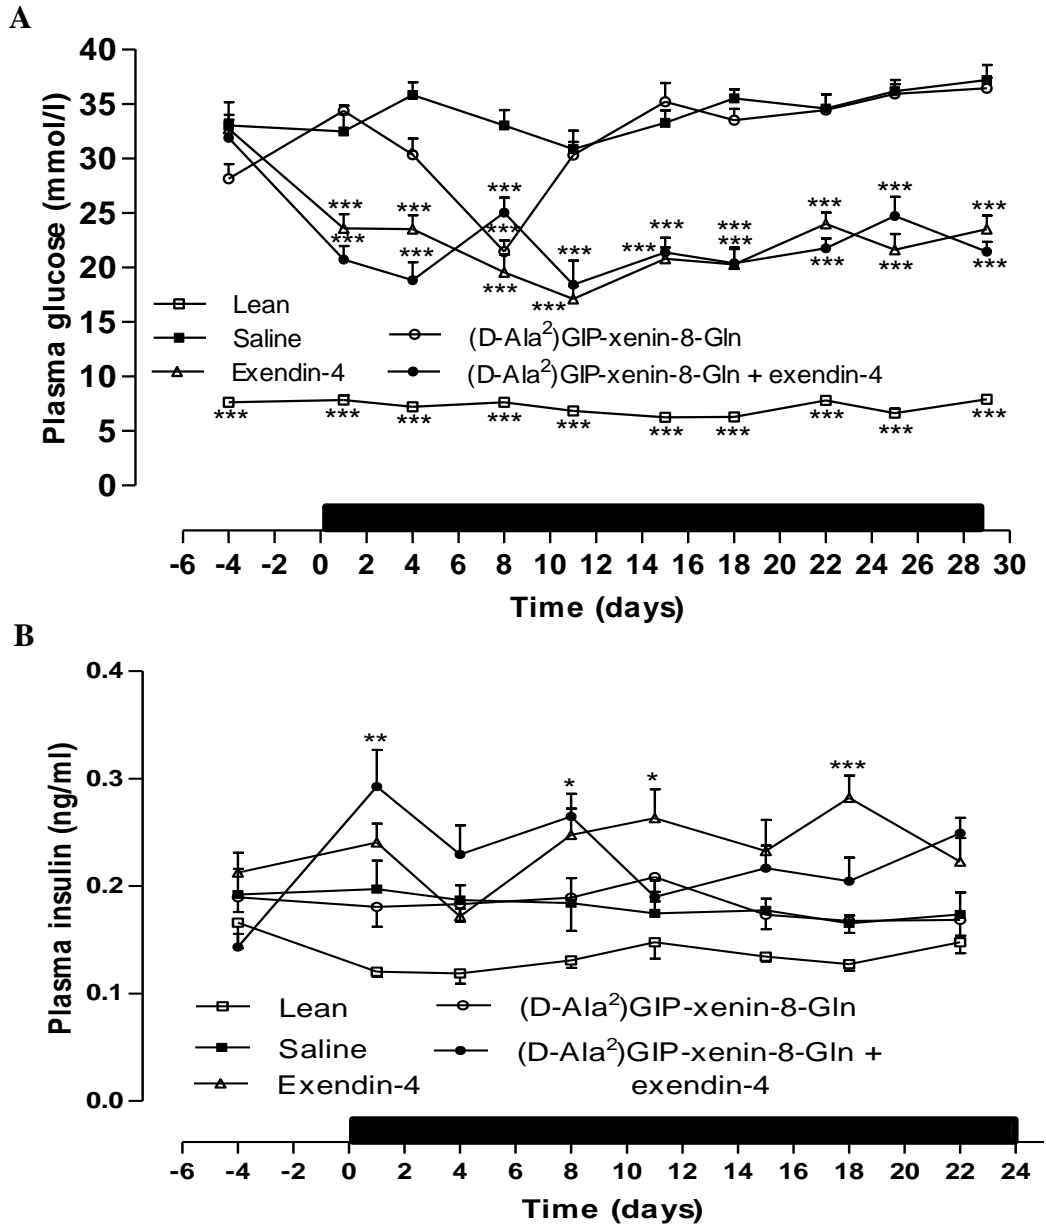 A
Plasma glucose (mmol/l)
40
35
30
25
20
15
10
5
0
*** *** *** *** *** *** *** *** ***
*** *** *** *** *** *** *** *** ***
***
Lean
Saline
Exendin-4
(D-Ala2)GIP-xenin-8-Gln
(D-Ala2)GIP-xenin-8-Gln + exendin-4
*** *** *** *** *** *** *** *** *** ***
-6 -4 -2 0 2 4 6 8 10 12 14 16 18 20 22 24 26 28 30
Time (days)
B
Plasma insulin (ng/ml)
0.4
0.3
0.2
0.1
0.0
** * * ***
Lean
Saline
Exendin-4
(D-Ala2)GIP-xenin-8-Gln
(D-Ala2)GIP-xenin-8-Gln +
exendin-4
-6 -4 -2 0 2 4 6 8 10 12 14 16 18 20 22 24
Time (days)